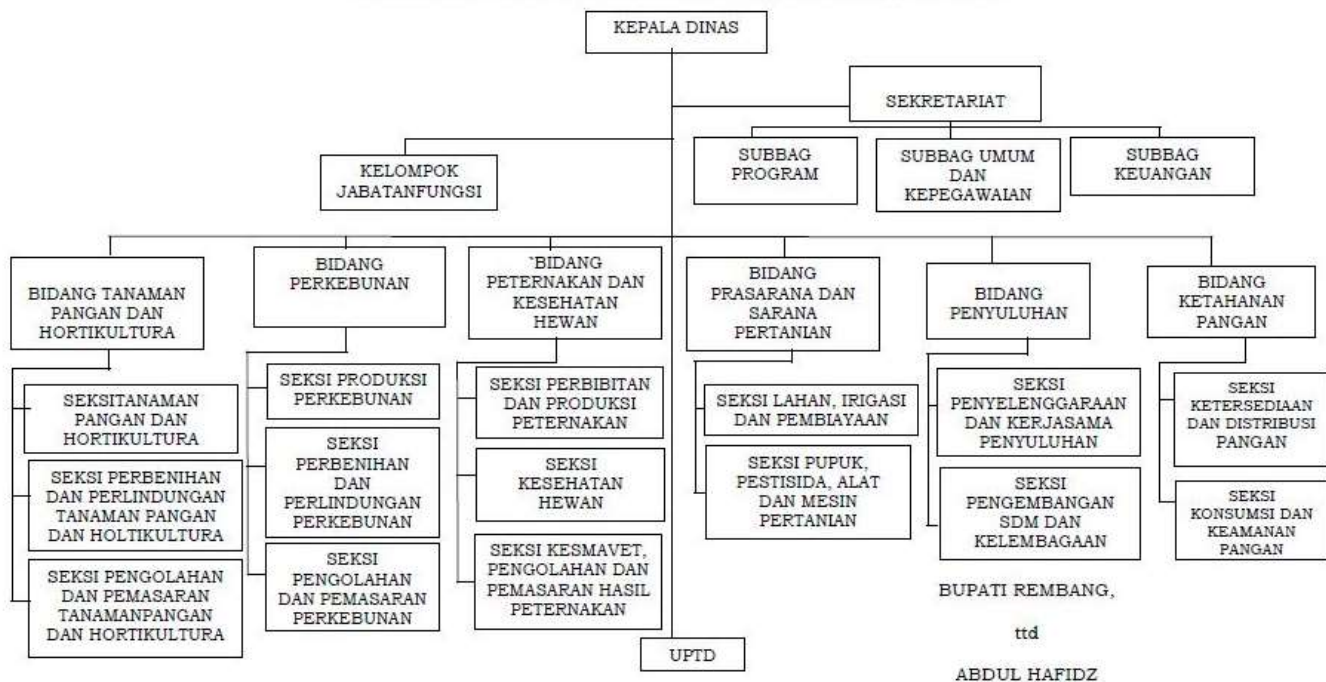 KEPALA DINAS
SEKRETARIAT
SUBBAG
PROGRAM
SUBBAG UMUM
DAN
KEPEGAWAIAN
SUBBAG
KEUANGAN
KELOMPOK
JABATANFUNGSI
BIDANG TANAMAN
PANGAN DAN
HORTIKULTURA
BIDANG
PERKEBUNAN
`BIDANG
PETERNAKAN DAN
KESEHATAN
HEWAN
BIDANG
PRASARANA DAN
SARANA
PERTANIAN
BIDANG
PENYULUHAN
BIDANG
KETAHANAN
PANGAN
SEKSITANAMAN
PANGAN DAN
HORTIKULTURA
SEKSI PERBENIHAN
DAN PERLINDUNGAN
TANAMAN PANGAN
DAN HOLTIKULTURA
SEKSI PENGOLAHAN
DAN PEMASARAN
TANAMANPANGAN
DAN HORTIKULTURA
SEKSI PRODUKSI
PERKEBUNAN
SEKSI
PERBENIHAN
DAN
PERLINDUNGAN
PERKEBUNAN
SEKSI
PENGOLAHAN
DAN PEMASARAN
PERKEBUNAN
SEKSI PERBIBITAN
DAN PRODUKSI
PETERNAKAN
SEKSI
KESEHATAN
HEWAN
SEKSI KESMAVET,
PENGOLAHAN DAN
PEMASARAN HASIL
PETERNAKAN
SEKSI LAHAN, IRIGASI
DAN PEMBIAYAAN
SEKSI PUPUK,
PESTISIDA, ALAT
DAN MESIN
PERTANIAN
SEKSI
PENYELENGGARAAN
DAN KERJASAMA
PENYULUHAN
SEKSI
PENGEMBANGAN
SDM DAN
KELEMBAGAAN
SEKSI
KETERSEDIAAN
DAN DISTRIBUSI
PANGAN
SEKSI
KONSUMSI DAN
KEAMANAN
PANGAN
UPTD
BUPATI REMBANG,
ttd
ABDUL HAFIDZ